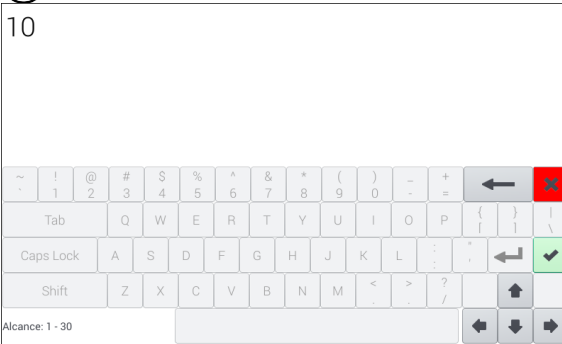 10
~ ! @ # $ % ^ & * ( ) _ +
` 1 2 3 4 5 6 7 8 9 0 - =
Tab Q W E R T Y U I O P { } |
[ ] \
Caps Lock A S D F G H J K L : "
; '
Shift Z X C V B N M < > ?
, . /
Alcance: 1 - 30